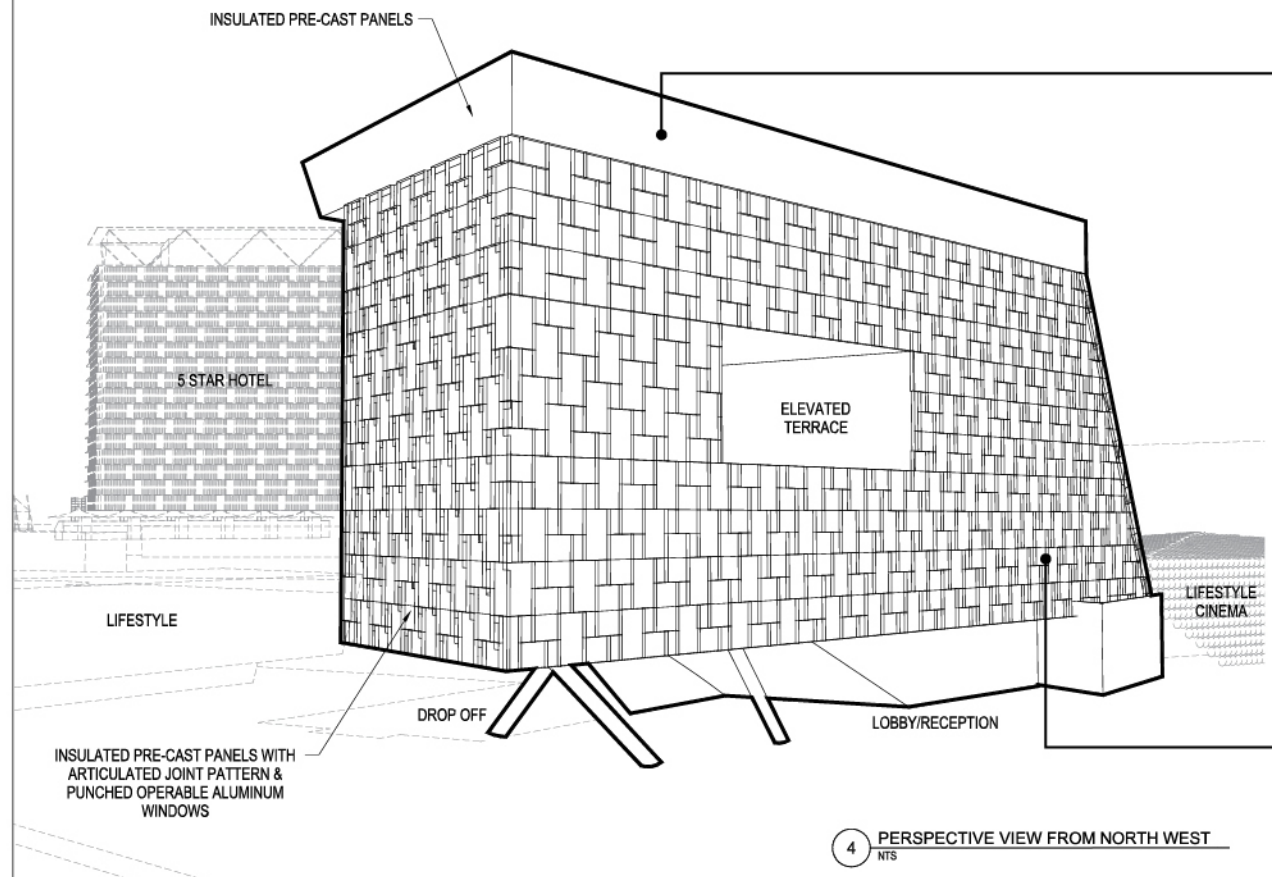 INSULATED PRE-CAST PANELS
5 STAR HOTEL
ELEVATED
TERRACE
LIFESTYLE
CINEMA
LIFESTYLE
DROP OFF
LOBBY/RECEPTION
INSULATED PRE-CAST PANELS WITH
ARTICULATED JOINT PATTERN &
PUNCHED OPERABLE ALUMINUM
WINDOWS
4 PERSPECTIVE VIEW FROM NORTH WEST
NTS